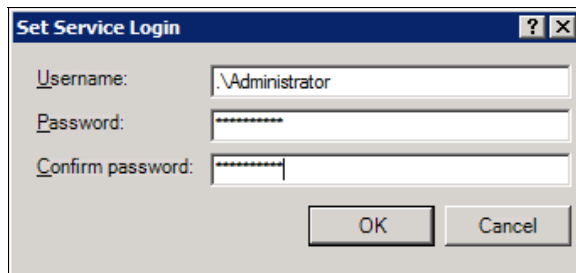 Set Service Login
Username: .\Administrator
Password: **********
Confirm password: **********
OK Cancel